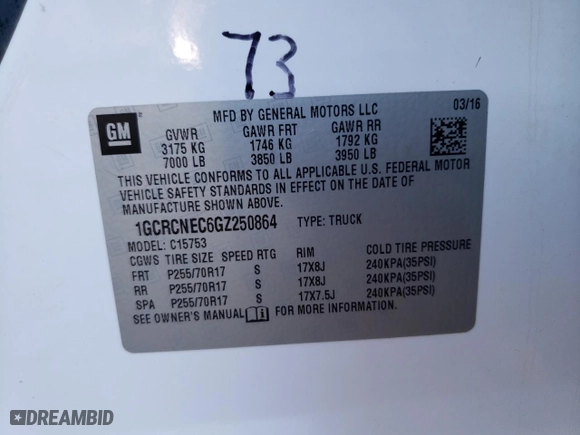 73
GM
MFD BY GENERAL MOTORS LLC 03/16
GVWR GAWR FRT GAWR RR
3175 KG 1746 KG 1792 KG
7000 LB 3850 LB 3950 LB
THIS VEHICLE CONFORMS TO ALL APPLICABLE U.S. FEDERAL MOTOR
VEHICLE SAFETY STANDARDS IN EFFECT ON THE DATE OF
MANUFACTURE SHOWN ABOVE.
1GCRCNEC6GZ250864 TYPE: TRUCK
MODEL: C15753
CGWS TIRE SIZE SPEED RTG RIM COLD TIRE PRESSURE
FRT P255/70R17 S 17X8J 240KPA(35PSI)
RR P255/70R17 S 17X8J 240KPA(35PSI)
SPA P255/70R17 S 17X7.5J 240KPA(35PSI)
SEE OWNER'S MANUAL FOR MORE INFORMATION.
DREAMBID